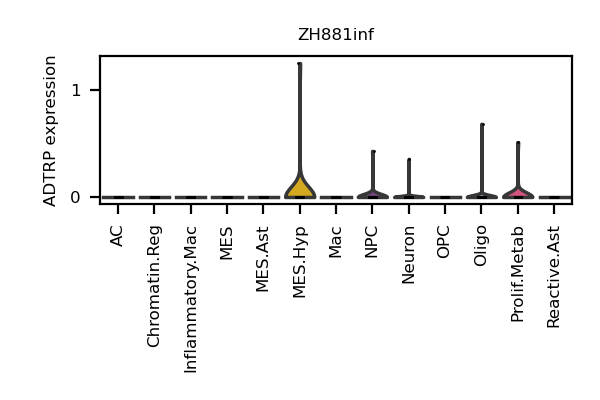 ZH881inf
ADTRP expression
1
0
AC
Chromatin.Reg
Inflammatory.Mac
MES
MES.Ast
MES.Hyp
Mac
NPC
Neuron
OPC
Oligo
Prolif.Metab
Reactive.Ast